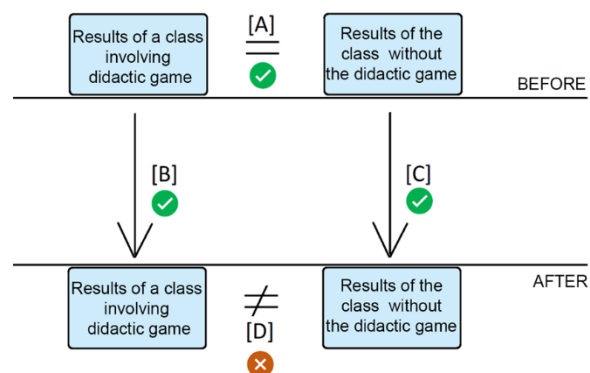 Results of a class
involving
didactic game
[A]
=
Results of the
class without
the didactic game
BEFORE
[B]
[C]
AFTER
Results of a class
involving
didactic game
≠
[D]
Results of the
class without
the didactic game